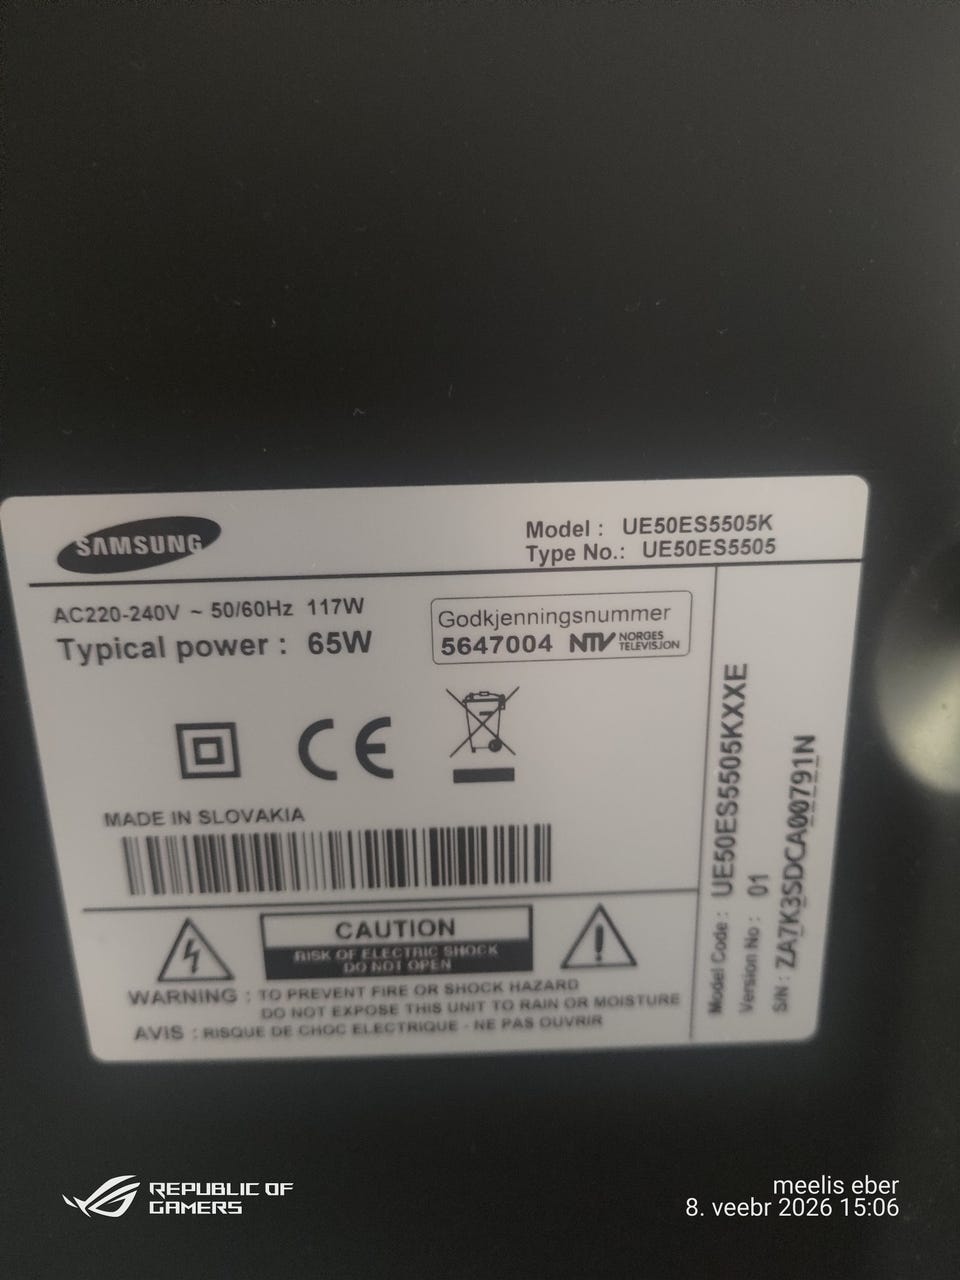 SAMSUNG
Model : UE50ES5505K
Type No.: UE50ES5505
AC220-240V ~ 50/60Hz 117W
Typical power : 65W
Godkjenningsnummer
5647004 NTV NORGES TELEVISJON
MADE IN SLOVAKIA
CAUTION
RISK OF ELECTRIC SHOCK
DO NOT OPEN
WARNING : TO PREVENT FIRE OR SHOCK HAZARD
DO NOT EXPOSE THIS UNIT TO RAIN OR MOISTURE
AVIS : RISQUE DE CHOC ELECTRIQUE - NE PAS OUVRIR
Model Code : UE50ES5505KXXE
Version No : 01
S/N : ZA7K3SDCA00791N
REPUBLIC OF
GAMERS
meelis eber
8. veebr 2026 15:06